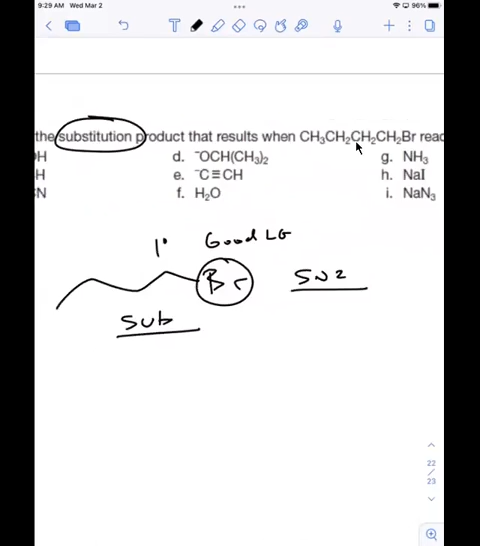 9:29 AM Wed Mar 2
96%
the substitution product that results when CH₃CH₂CH₂CH₂Br reac
H d. ⁻OCH(CH₃)₂ g. NH₃
H e. ⁻C≡CH h. NaI
N f. H₂O i. NaN₃
1° Good LG
Br SN2
Sub
22
/
23